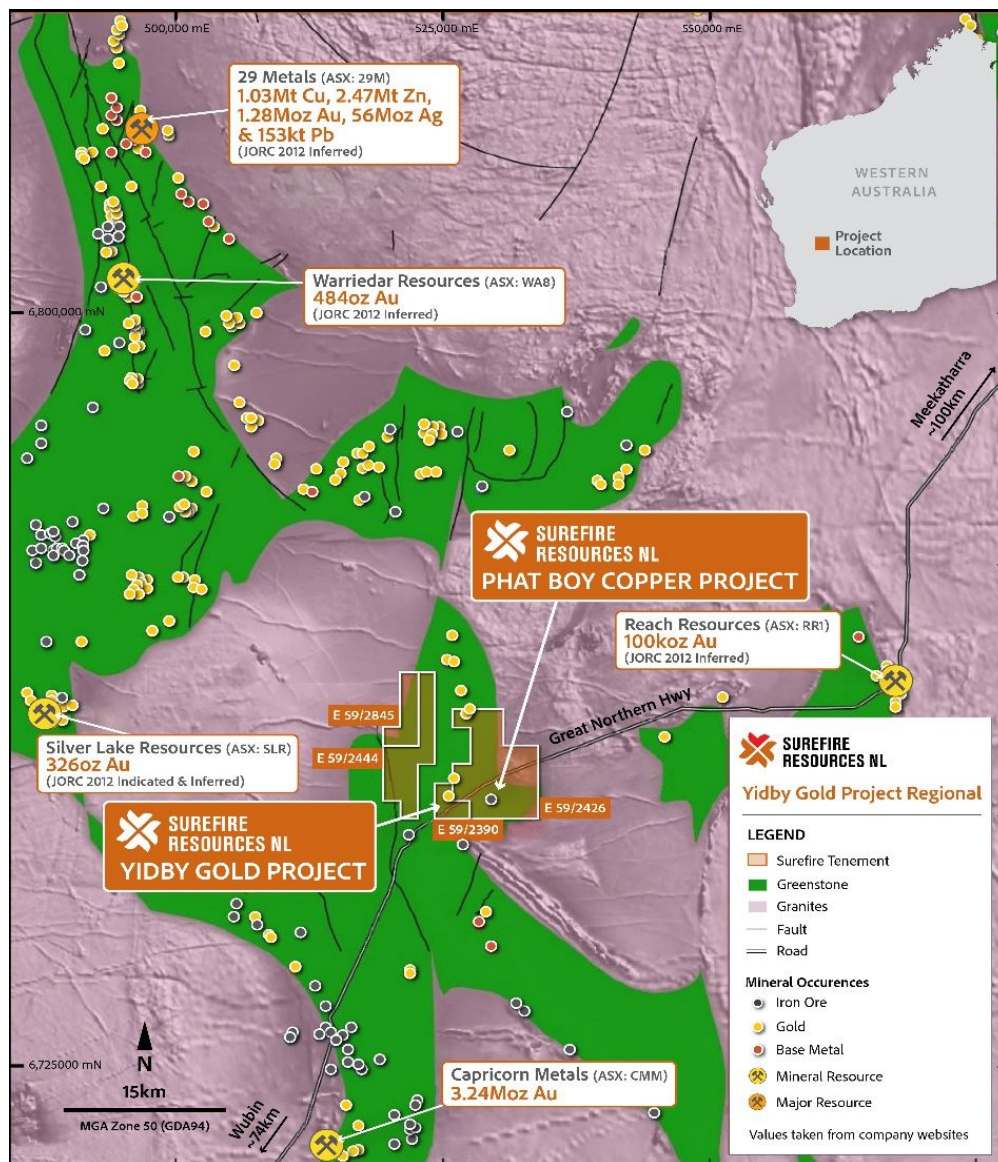 500,000 mE
525,000 mE
550,000 mE
29 Metals (ASX: 29M)
1.03Mt Cu, 2.47Mt Zn,
1.28Moz Au, 56Moz Ag
& 153kt Pb
(JORC 2012 Inferred)
WESTERN
AUSTRALIA
Project
Location
Warriedar Resources (ASX: WA8)
484oz Au
(JORC 2012 Inferred)
6,800,000 mN
Meekatharra
~100km
SUREFIRE
RESOURCES NL
PHAT BOY COPPER PROJECT
Reach Resources (ASX: RR1)
100koz Au
(JORC 2012 Inferred)
E 59/2845
Great Northern Hwy
Silver Lake Resources (ASX: SLR)
326oz Au
(JORC 2012 Indicated & Inferred)
E 59/2444
E 59/2426
E 59/2390
SUREFIRE
RESOURCES NL
YIDBY GOLD PROJECT
SUREFIRE
RESOURCES NL
Yidby Gold Project Regional
LEGEND
Surefire Tenement
Greenstone
Granites
Fault
Road
Mineral Occurences
Iron Ore
Gold
Base Metal
Mineral Resource
Major Resource
Values taken from company websites
6,725000 mN
N
15km
MGA Zone 50 (GDA94)
Wubin
~74km
Capricorn Metals (ASX: CMM)
3.24Moz Au